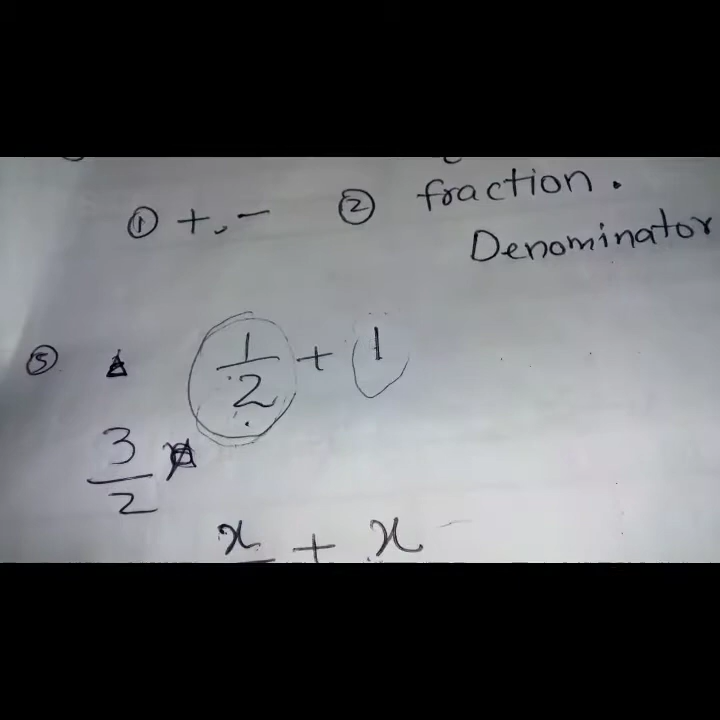 ① +, - ② fraction.
Denominator
⑤ 1/2 + 1
3/2
x + x